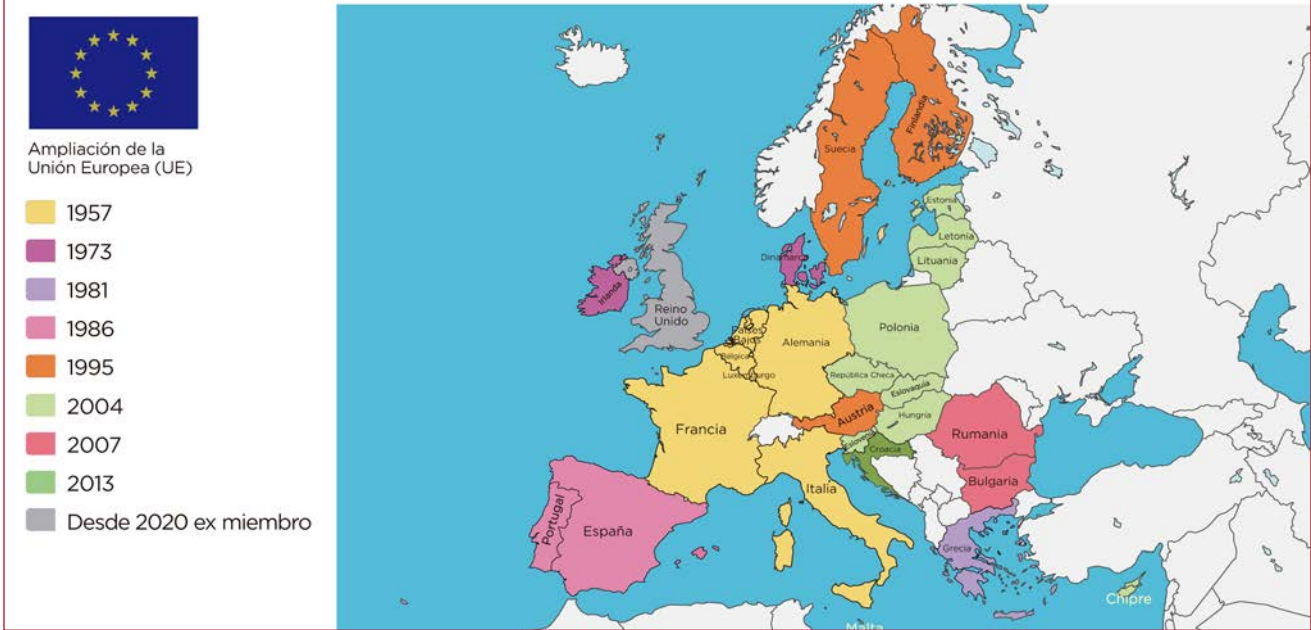 Ampliación de la
Unión Europea (UE)
1957
1973
1981
1986
1995
2004
2007
2013
Desde 2020 ex miembro
Suecia
Finlandia
Estonia
Letonia
Lituania
Dinamarca
Irlanda
Reino
Unido
Países
Bajos
Bélgica
Luxemburgo
Alemania
Polonia
República Checa
Eslovaquia
Austria
Hungría
Eslovenia
Croacia
Francia
Italia
Rumania
Bulgaria
Portugal
España
Grecia
Chipre
Malta